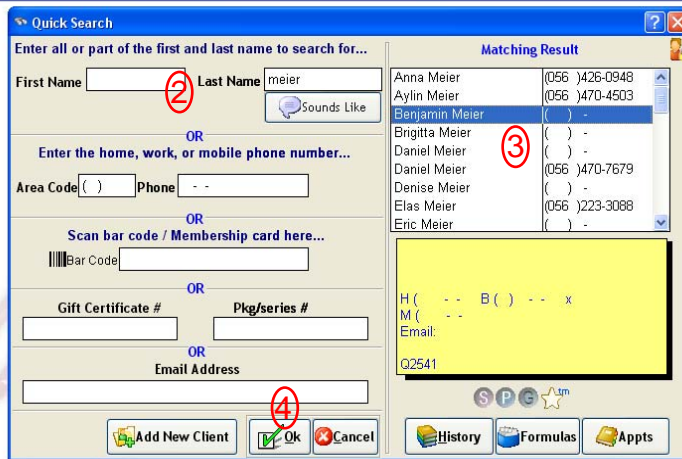 Quick Search
Enter all or part of the first and last name to search for...
First Name
2
Last Name meier
Sounds Like
OR
Enter the home, work, or mobile phone number...
Area Code ( ) Phone - -
OR
Scan bar code / Membership card here...
Bar Code
OR
Gift Certificate # Pkg/series #
OR
Email Address
4
Add New Client Ok Cancel
Matching Result
Anna Meier (056 )426-0948
Aylin Meier (056 )470-4503
Benjamin Meier ( ) -
Brigitta Meier ( ) -
3
Daniel Meier ( ) -
Daniel Meier (056 )470-7679
Denise Meier ( ) -
Elas Meier (056 )223-3088
Eric Meier ( ) -
H ( - - B ( ) - - x
M ( - -
Email:
Q2541
S P G tm
History Formulas Appts